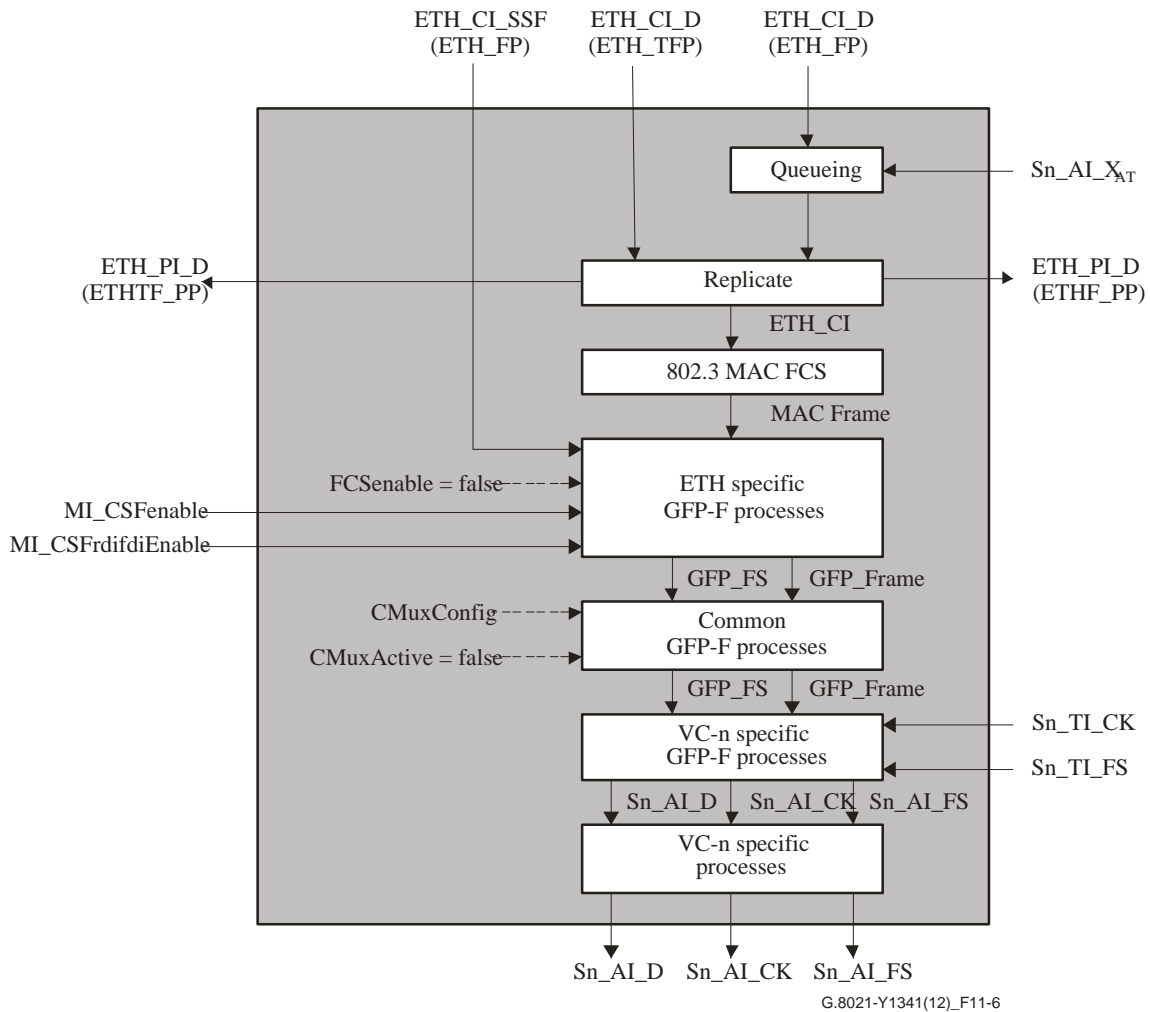 ETH_CI_SSF
(ETH_FP)
ETH_CI_D
(ETH_TFP)
ETH_CI_D
(ETH_FP)
Queueing
Sn_AI_XAT
ETH_PI_D
(ETHTF_PP)
Replicate
ETH_PI_D
(ETHF_PP)
ETH_CI
802.3 MAC FCS
MAC Frame
FCSenable = false
ETH specific
GFP-F processes
MI_CSFenable
MI_CSFrdifdiEnable
GFP_FS
GFP_Frame
CMuxConfig
Common
GFP-F processes
CMuxActive = false
GFP_FS
GFP_Frame
VC-n specific
GFP-F processes
Sn_TI_CK
Sn_TI_FS
Sn_AI_D
Sn_AI_CK
Sn_AI_FS
VC-n specific
processes
Sn_AI_D
Sn_AI_CK
Sn_AI_FS
G.8021-Y1341(12)_F11-6